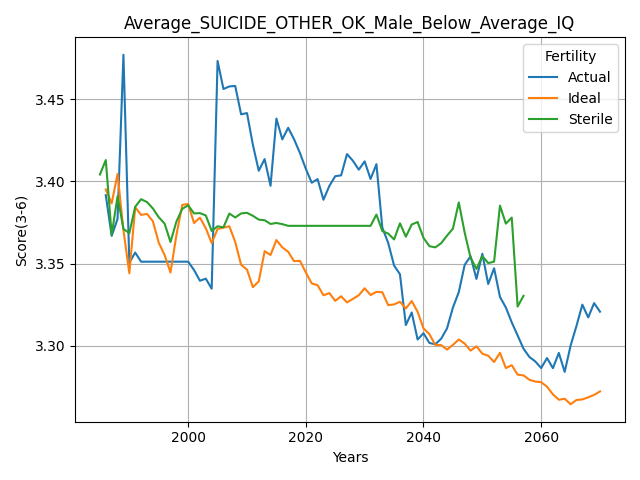 Average_SUICIDE_OTHER_OK_Male_Below_Average_IQ
Fertility
Actual
Ideal
Sterile
Score(3-6)
3.45
3.40
3.35
3.30
2000
2020
2040
2060
Years